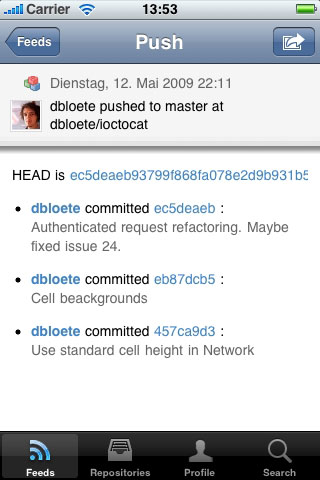 Carrier 13:53
Feeds Push
Dienstag, 12. Mai 2009 22:11
dbloete pushed to master at
dbloete/ioctocat
HEAD is ec5deaeb93799f868fa078e2d9b931b5
dbloete committed ec5deaeb :
Authenticated request refactoring. Maybe
fixed issue 24.
dbloete committed eb87dcb5 :
Cell beackgrounds
dbloete committed 457ca9d3 :
Use standard cell height in Network
Feeds Repositories Profile Search